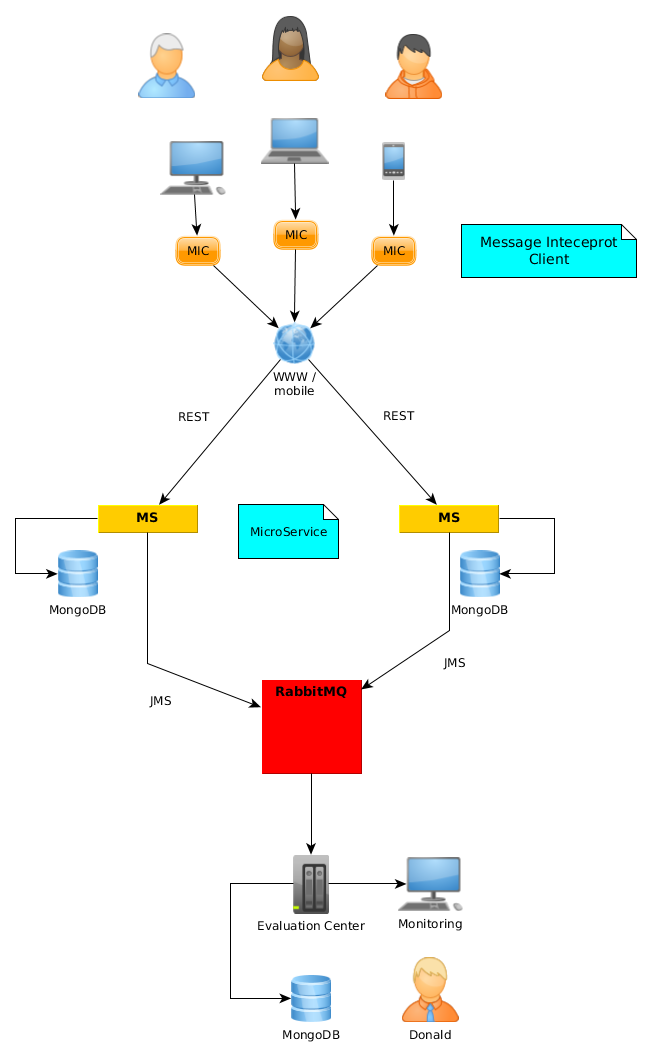 MIC
MIC
MIC
Message Inteceprot
Client
WWW /
mobile
REST
REST
MS
MicroService
MS
MongoDB
MongoDB
JMS
JMS
RabbitMQ
Evaluation Center
Monitoring
MongoDB
Donald